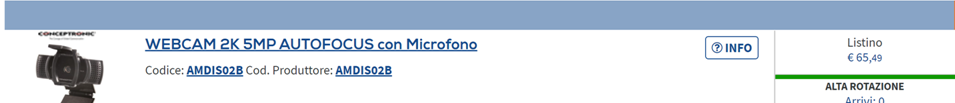 CONCEPTRONIC
WEBCAM 2K 5MP AUTOFOCUS con Microfono
INFO
Codice: AMDIS02B Cod. Produttore: AMDIS02B
Listino
€ 65,49
ALTA ROTAZIONE
Arrivi: 0